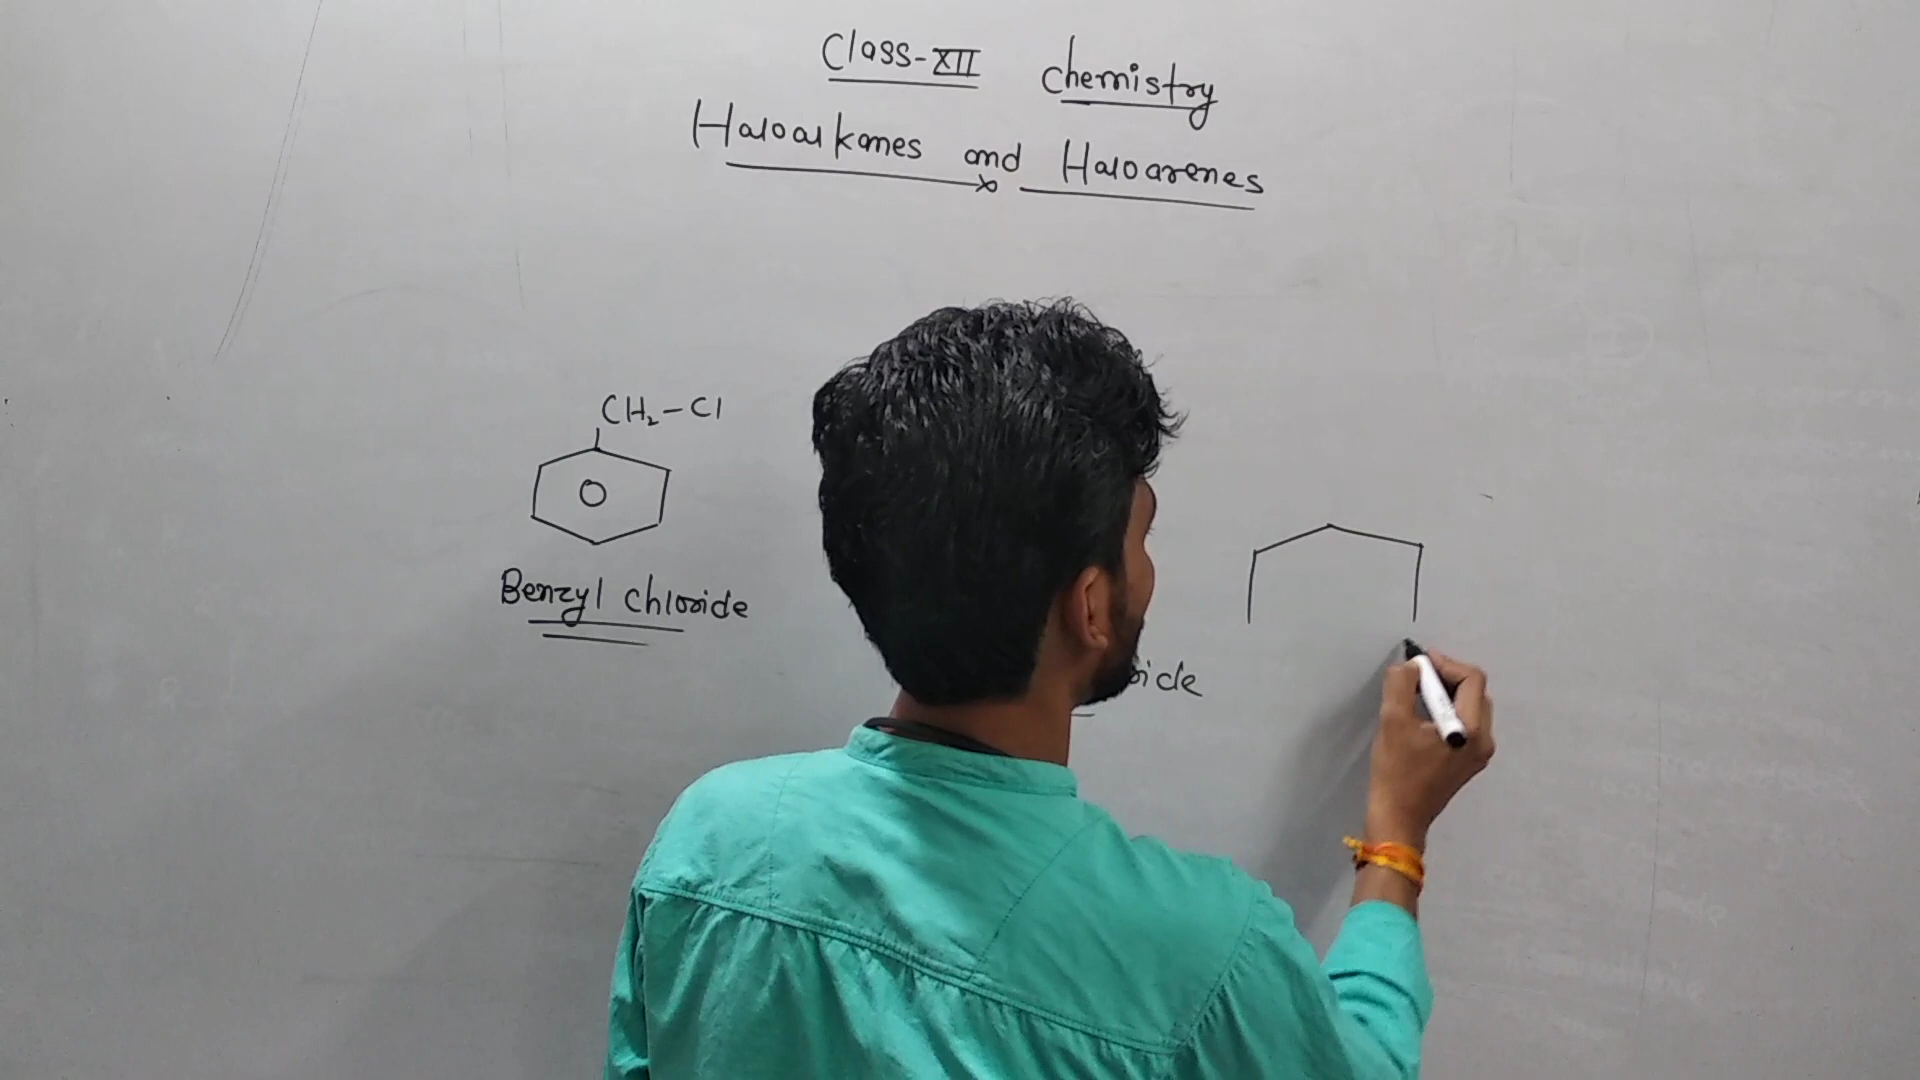 Class-XII Chemistry
Haloalkanes and Haloarenes
CH₂-Cl
Benzyl chloride